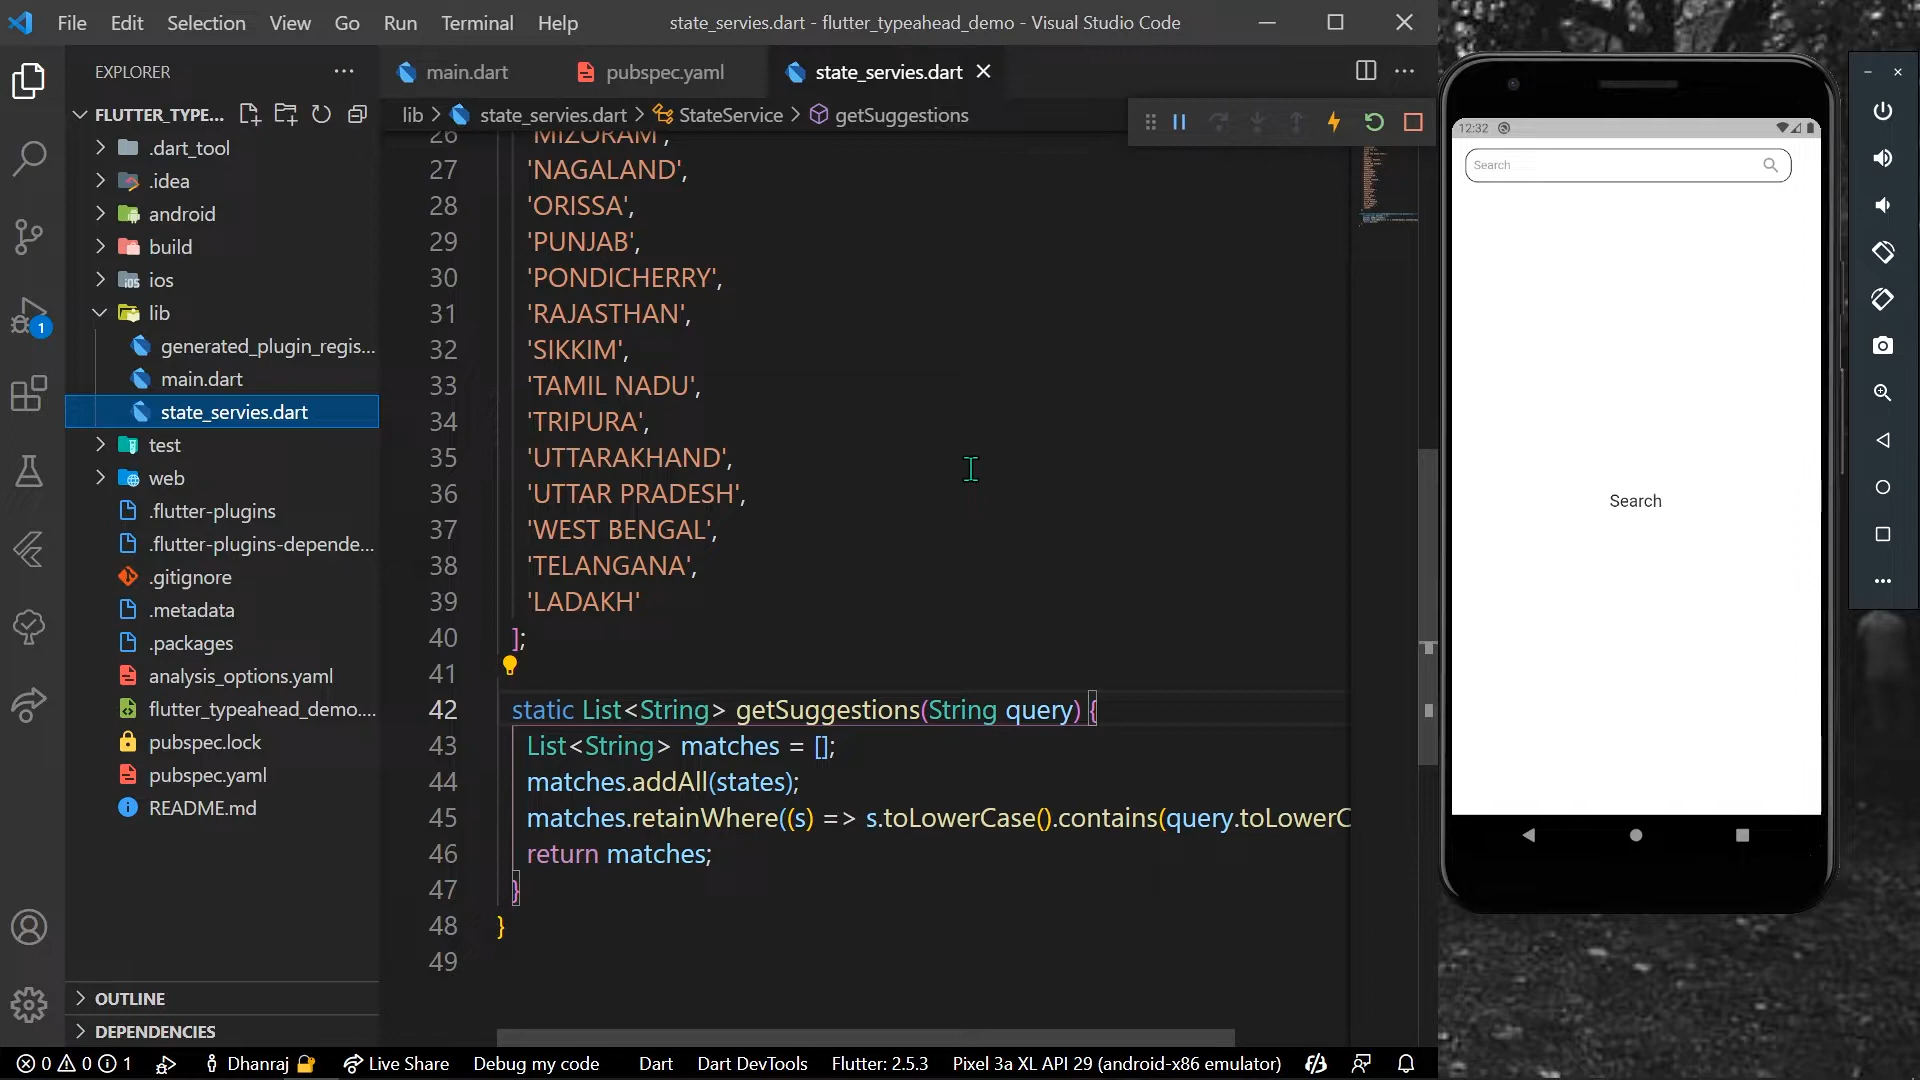 File Edit Selection View Go Run Terminal Help
state_servies.dart - flutter_typeahead_demo - Visual Studio Code
EXPLORER
main.dart
pubspec.yaml
state_servies.dart
FLUTTER_TYPE...
lib > state_servies.dart > StateService > getSuggestions
.dart_tool
.idea
android
build
ios
lib
generated_plugin_regis...
main.dart
state_servies.dart
test
web
.flutter-plugins
.flutter-plugins-depende...
.gitignore
.metadata
.packages
analysis_options.yaml
flutter_typeahead_demo....
pubspec.lock
pubspec.yaml
README.md
OUTLINE
DEPENDENCIES
26 'MIZORAM',
27 'NAGALAND',
28 'ORISSA',
29 'PUNJAB',
30 'PONDICHERRY',
31 'RAJASTHAN',
32 'SIKKIM',
33 'TAMIL NADU',
34 'TRIPURA',
35 'UTTARAKHAND',
36 'UTTAR PRADESH',
37 'WEST BENGAL',
38 'TELANGANA',
39 'LADAKH'
40 ];
41
42 static List<String> getSuggestions(String query) {
43 List<String> matches = [];
44 matches.addAll(states);
45 matches.retainWhere((s) => s.toLowerCase().contains(query.toLowerC
46 return matches;
47 }
48 }
49
1
12:32
Search
Search
0 0 1 Dhanraj Live Share Debug my code Dart Dart DevTools Flutter: 2.5.3 Pixel 3a XL API 29 (android-x86 emulator)